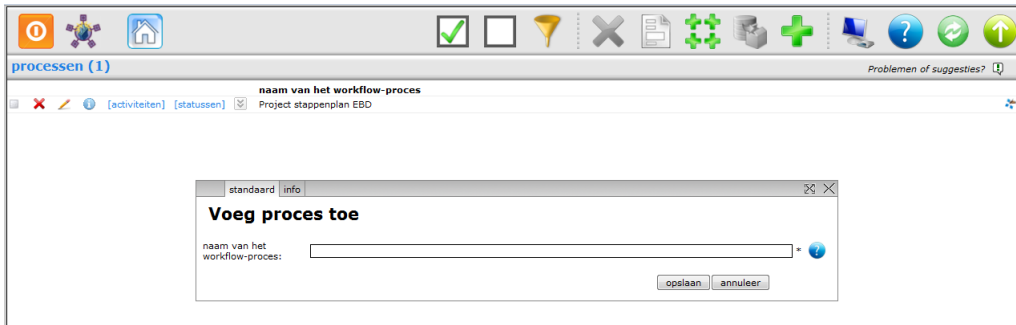 processen (1)
Problemen of suggesties?
naam van het workflow-proces
[activiteiten] [statussen] Project stappenplan EBD
standaard info
Voeg proces toe
naam van het
workflow-proces: *
opslaan annuleer